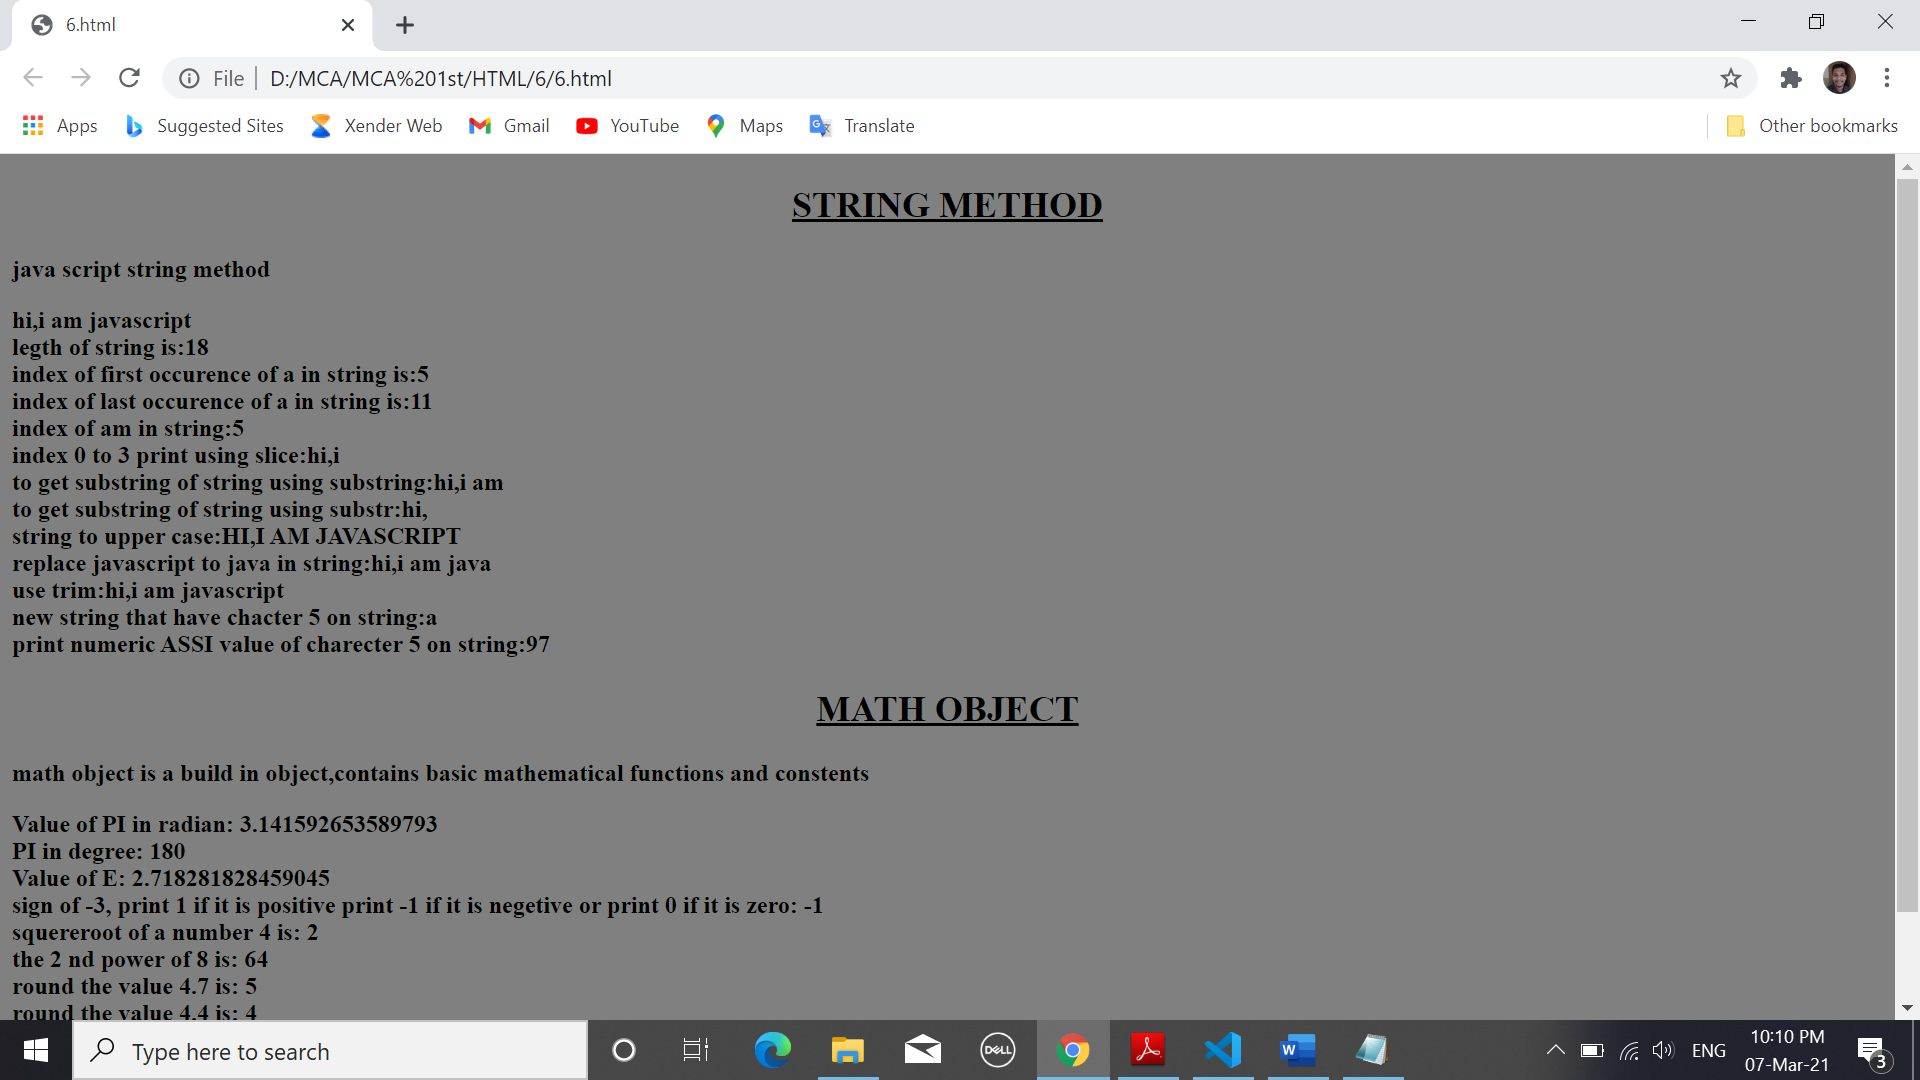 6.html
File
D:/MCA/MCA%201st/HTML/6/6.html
Apps
Suggested Sites
Xender Web
Gmail
YouTube
Maps
Translate
Other bookmarks
STRING METHOD
java script string method
hi,i am javascript
legth of string is:18
index of first occurence of a in string is:5
index of last occurence of a in string is:11
index of am in string:5
index 0 to 3 print using slice:hi,i
to get substring of string using substring:hi,i am
to get substring of string using substr:hi,
string to upper case:HI,I AM JAVASCRIPT
replace javascript to java in string:hi,i am java
use trim:hi,i am javascript
new string that have chacter 5 on string:a
print numeric ASSI value of charecter 5 on string:97
MATH OBJECT
math object is a build in object,contains basic mathematical functions and constents
Value of PI in radian: 3.141592653589793
PI in degree: 180
Value of E: 2.718281828459045
sign of -3, print 1 if it is positive print -1 if it is negetive or print 0 if it is zero: -1
squereroot of a number 4 is: 2
the 2 nd power of 8 is: 64
round the value 4.7 is: 5
round the value 4.4 is: 4
Type here to search
DELL
W
ENG
10:10 PM
07-Mar-21
3